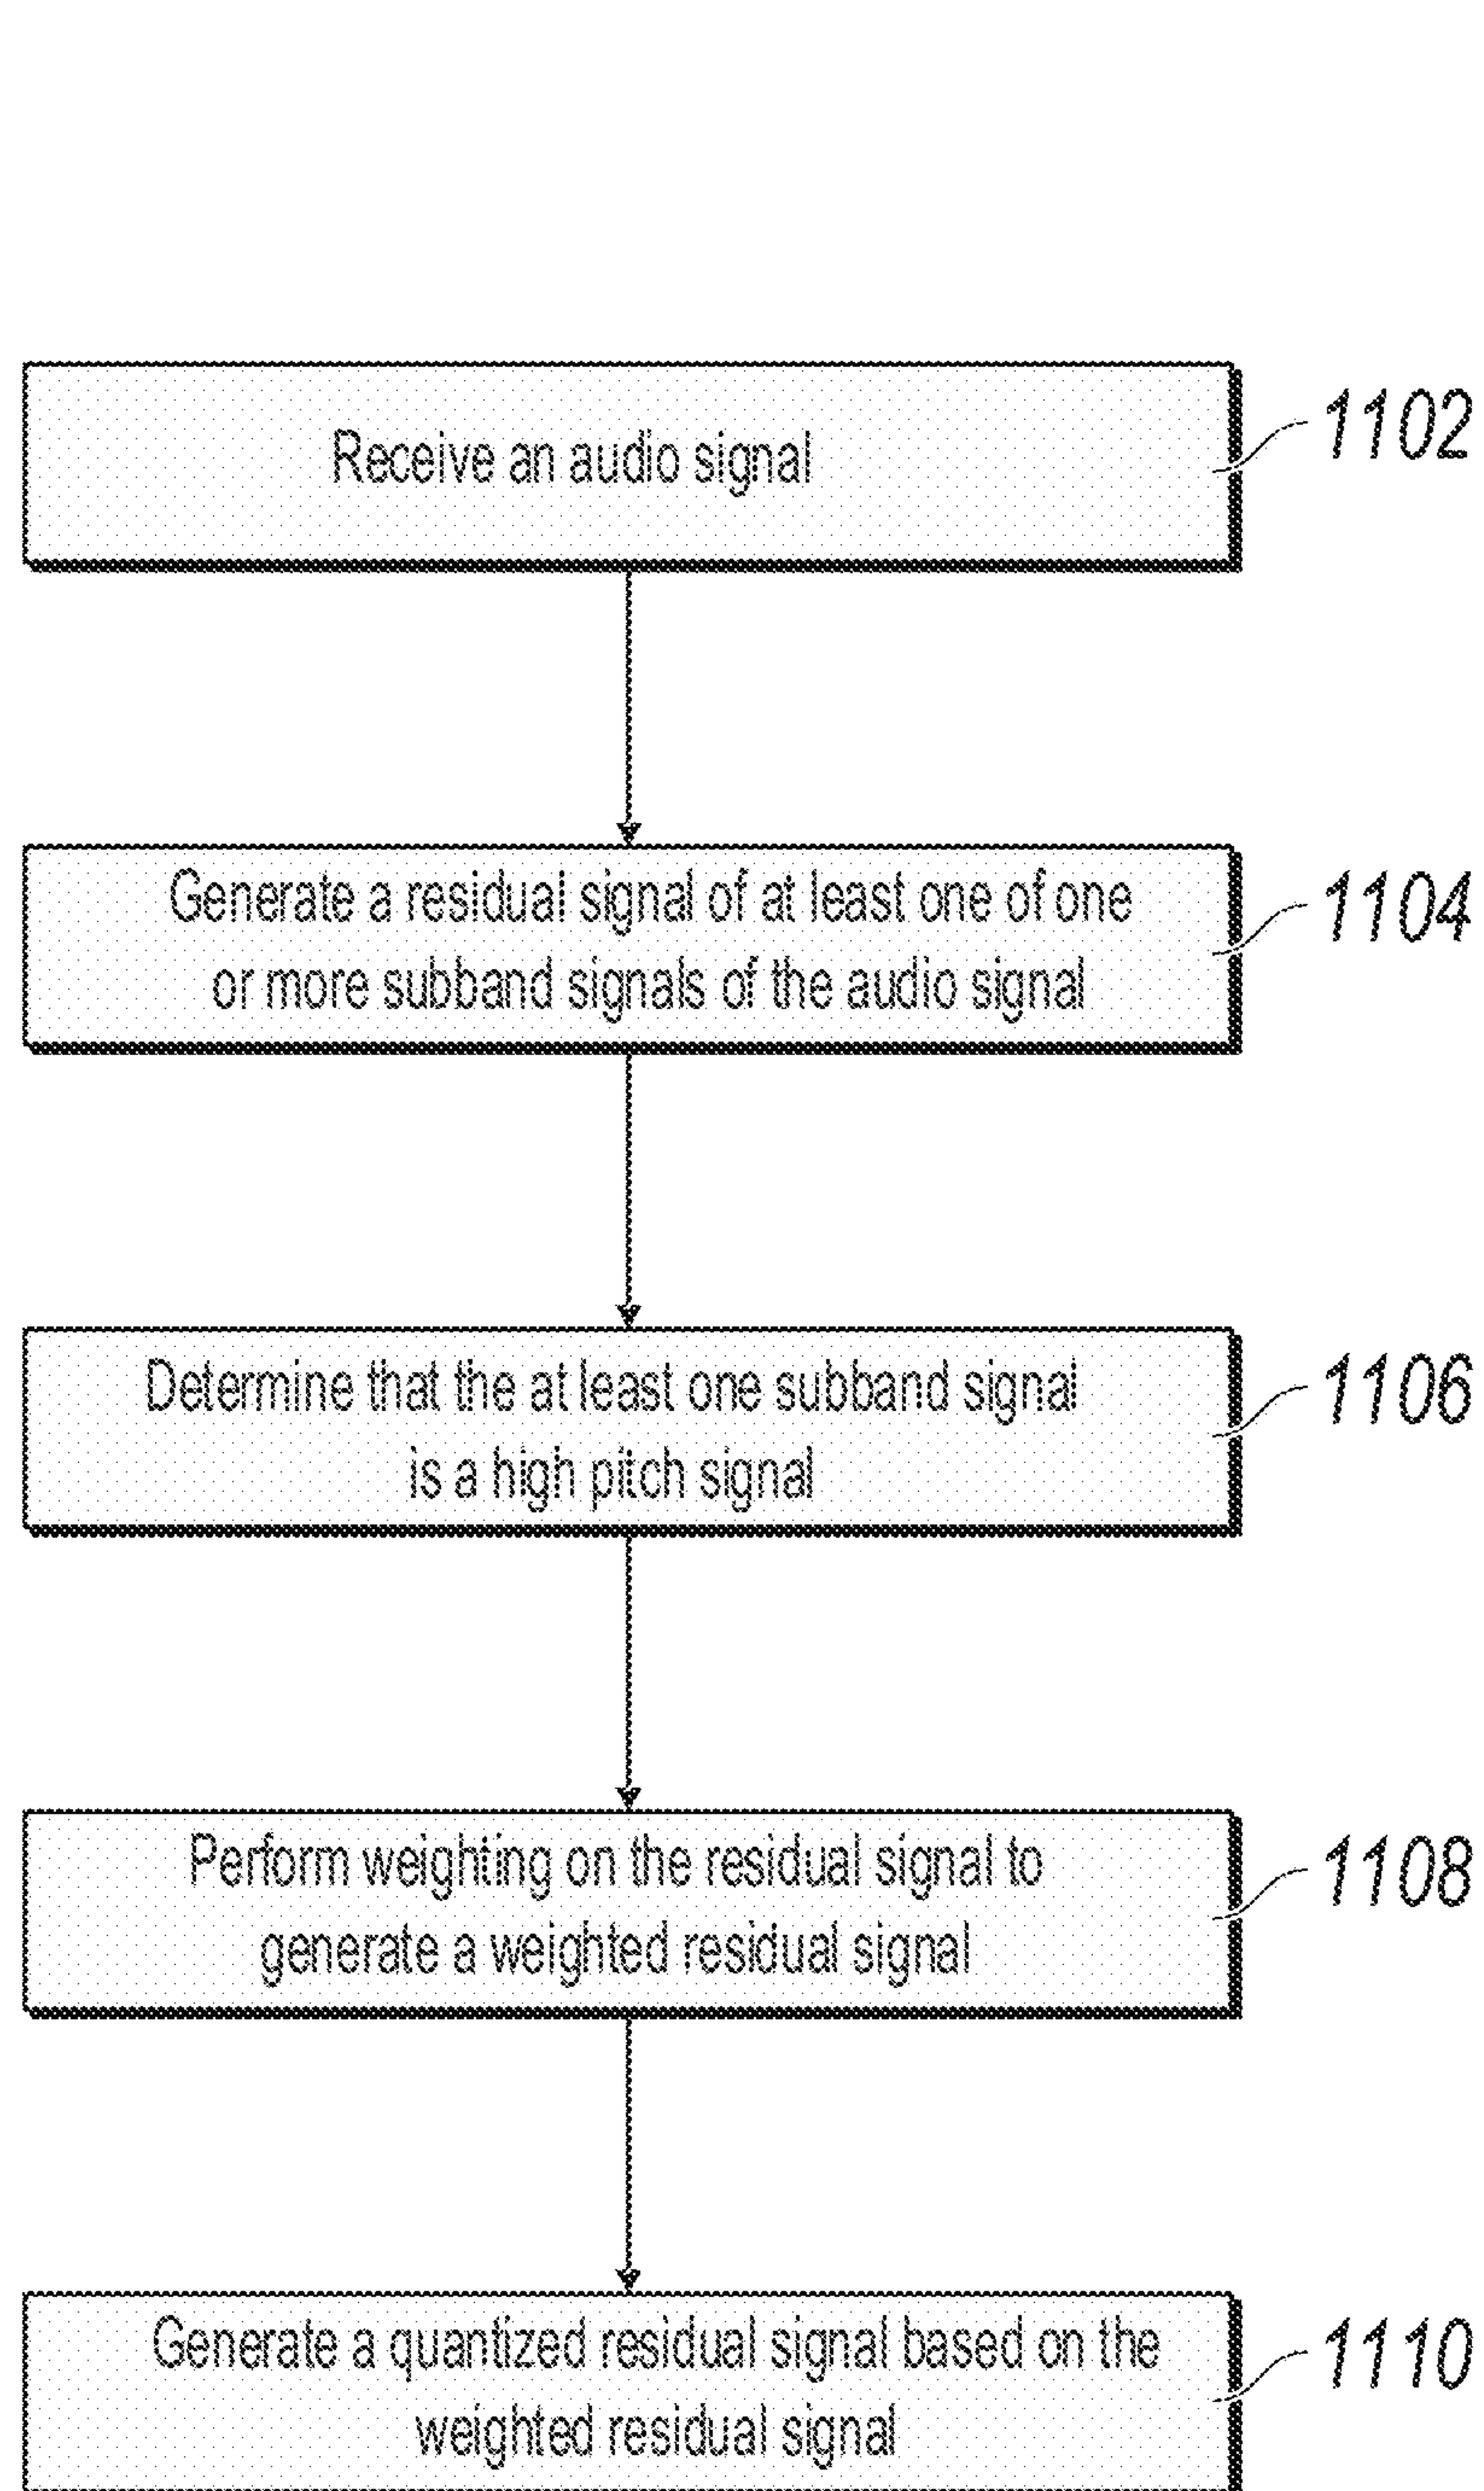 Receive an audio signal
1102
Generate a residual signal of at least one of one
or more subband signals of the audio signal
1104
Determine that the at least one subband signal
is a high pitch signal
1106
Perform weighting on the residual signal to
generate a weighted residual signal
1108
Generate a quantized residual signal based on the
weighted residual signal
1110